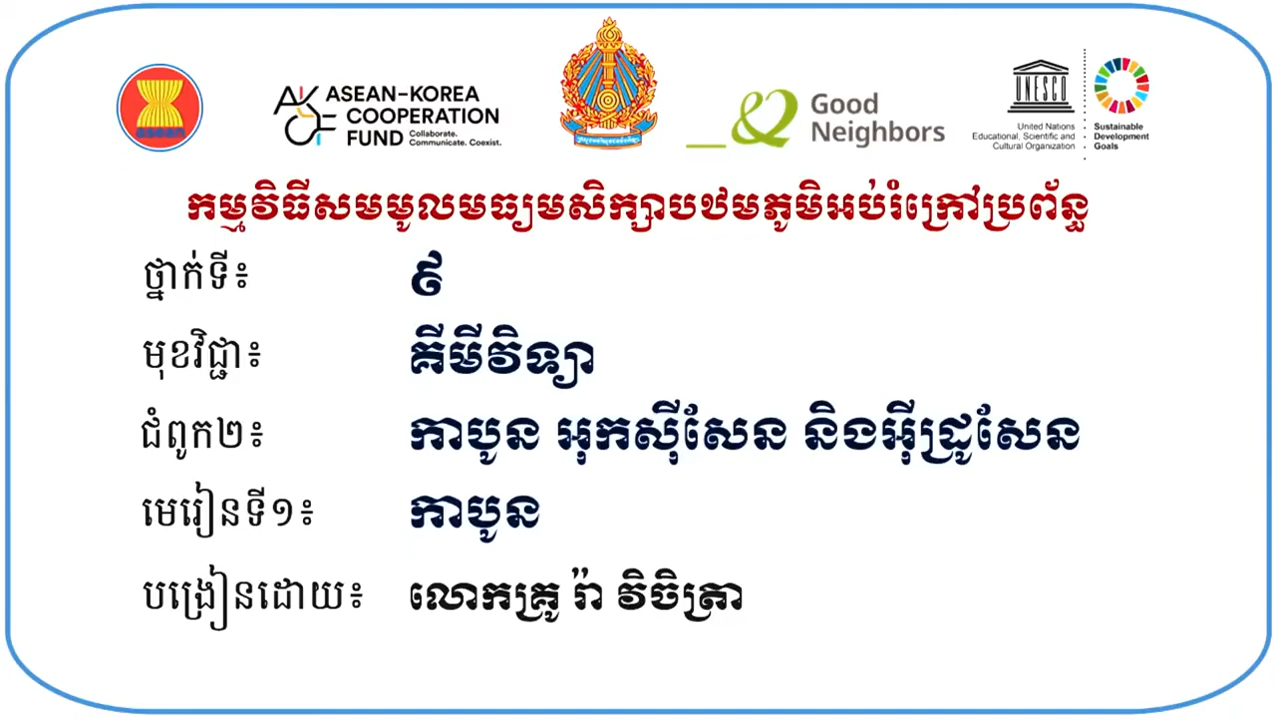 asean
ASEAN-KOREA
COOPERATION
FUND Collaborate.
Communicate. Coexist.
Good
Neighbors
UNESCO
United Nations
Educational, Scientific and
Cultural Organization
Sustainable
Development
Goals
កម្មវិធីសមមូលមធ្យមសិក្សាបឋមភូមិអប់រំក្រៅប្រព័ន្ធ
ថ្នាក់ទី៖ ៩
មុខវិជ្ជា៖ គីមីវិទ្យា
ជំពូក២៖ កាបូន អុកស៊ីសែន និងអ៊ីដ្រូសែន
មេរៀនទី១៖ កាបូន
បង្រៀនដោយ៖ លោកគ្រូ រ៉ា វិចិត្រា